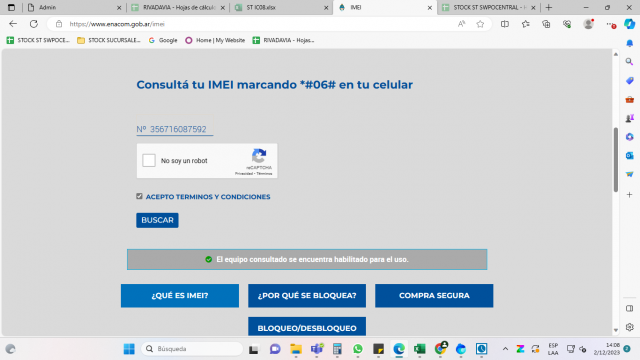 Admin
RIVADAVIA - Hojas de cálculo
ST IC08.xlsx
IMEI
STOCK ST SWPOCENTRAL - H
https://www.enacom.gob.ar/imei
STOCK ST SWPOCE...
STOCK SUCURSALE...
Google
Home | My Website
RIVADAVIA - Hojas...
Consultá tu IMEI marcando *#06# en tu celular
Nº 356716087592
No soy un robot
reCAPTCHA
Privacidad - Términos
ACEPTO TERMINOS Y CONDICIONES
BUSCAR
El equipo consultado se encuentra habilitado para el uso.
¿QUÉ ES IMEI?
¿POR QUÉ SE BLOQUEA?
COMPRA SEGURA
BLOQUEO/DESBLOQUEO
Búsqueda
ESP
LAA
14:08
2/12/2023